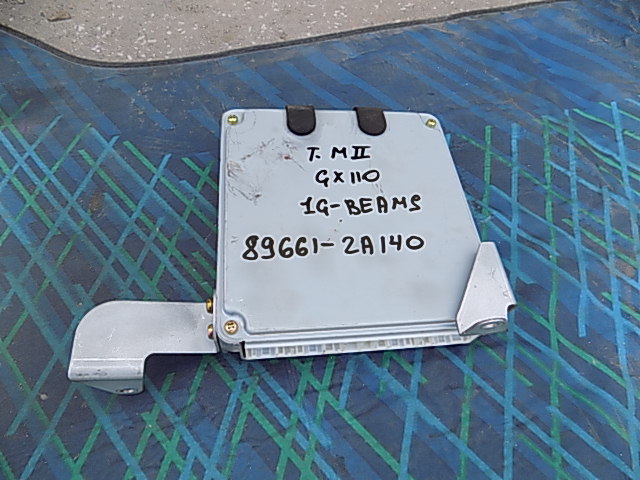 T. M II
GX110
1G-BEAMS
89661-2A140